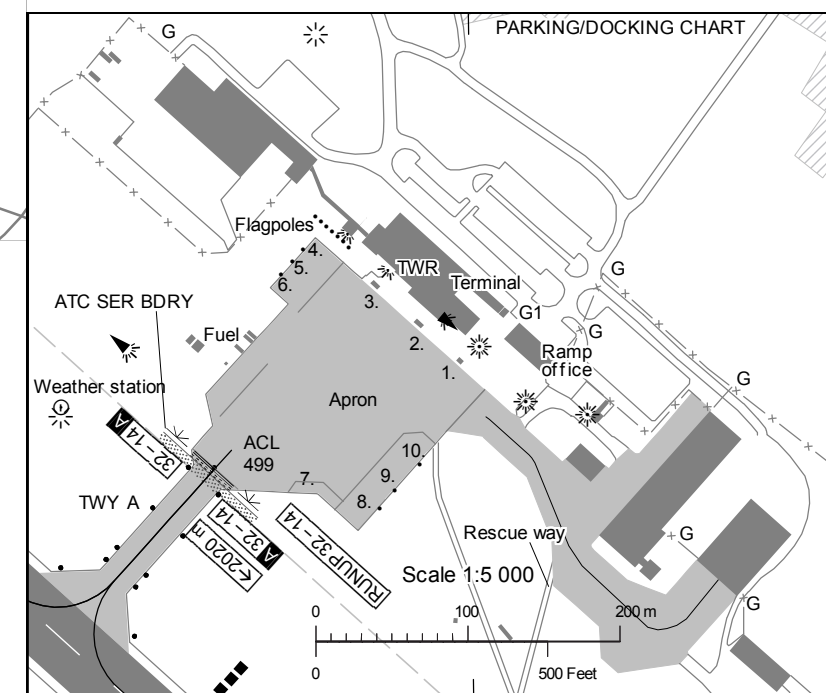 PARKING/DOCKING CHART
G
Flagpoles
4.
5.
6.
TWR
Terminal
G
3.
ATC SER BDRY
G1
G
Fuel
2.
Ramp
office
1.
G
Weather station
Apron
A 32-14
ACL
499
10.
9.
8.
7.
TWY A
32-14 A
←2020 m
RUNUP 32-14
Rescue way
G
Scale 1:5 000
G
0 100 200 m
0 500 Feet